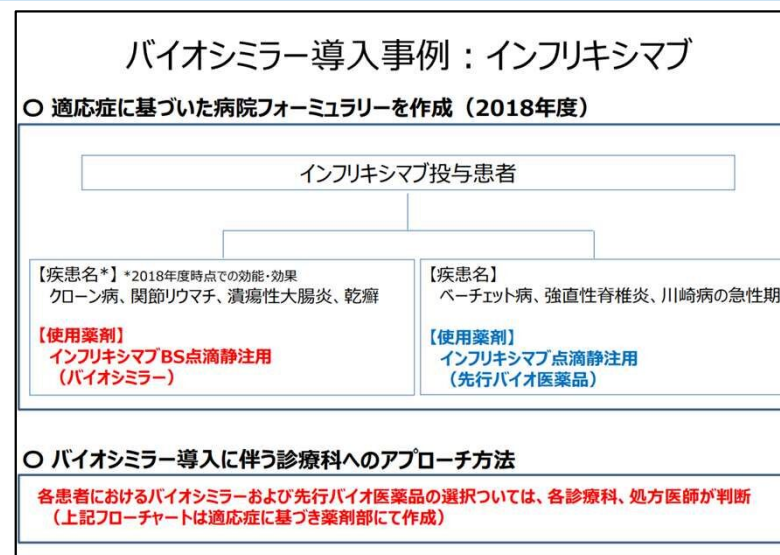 バイオシミラー導入事例：インフリキシマブ
〇 適応症に基づいた病院フォーミュラリーを作成（2018年度）
インフリキシマブ投与患者
【疾患名*】*2018年度時点での効能・効果
クローン病、関節リウマチ、潰瘍性大腸炎、乾癬
【使用薬剤】
インフリキシマブBS点滴静注用
（バイオシミラー）
【疾患名】
ベーチェット病、強直性脊椎炎、川崎病の急性期
【使用薬剤】
インフリキシマブ点滴静注用
（先行バイオ医薬品）
〇 バイオシミラー導入に伴う診療科へのアプローチ方法
各患者におけるバイオシミラーおよび先行バイオ医薬品の選択ついては、各診療科、処方医師が判断
（上記フローチャートは適応症に基づき薬剤部にて作成）